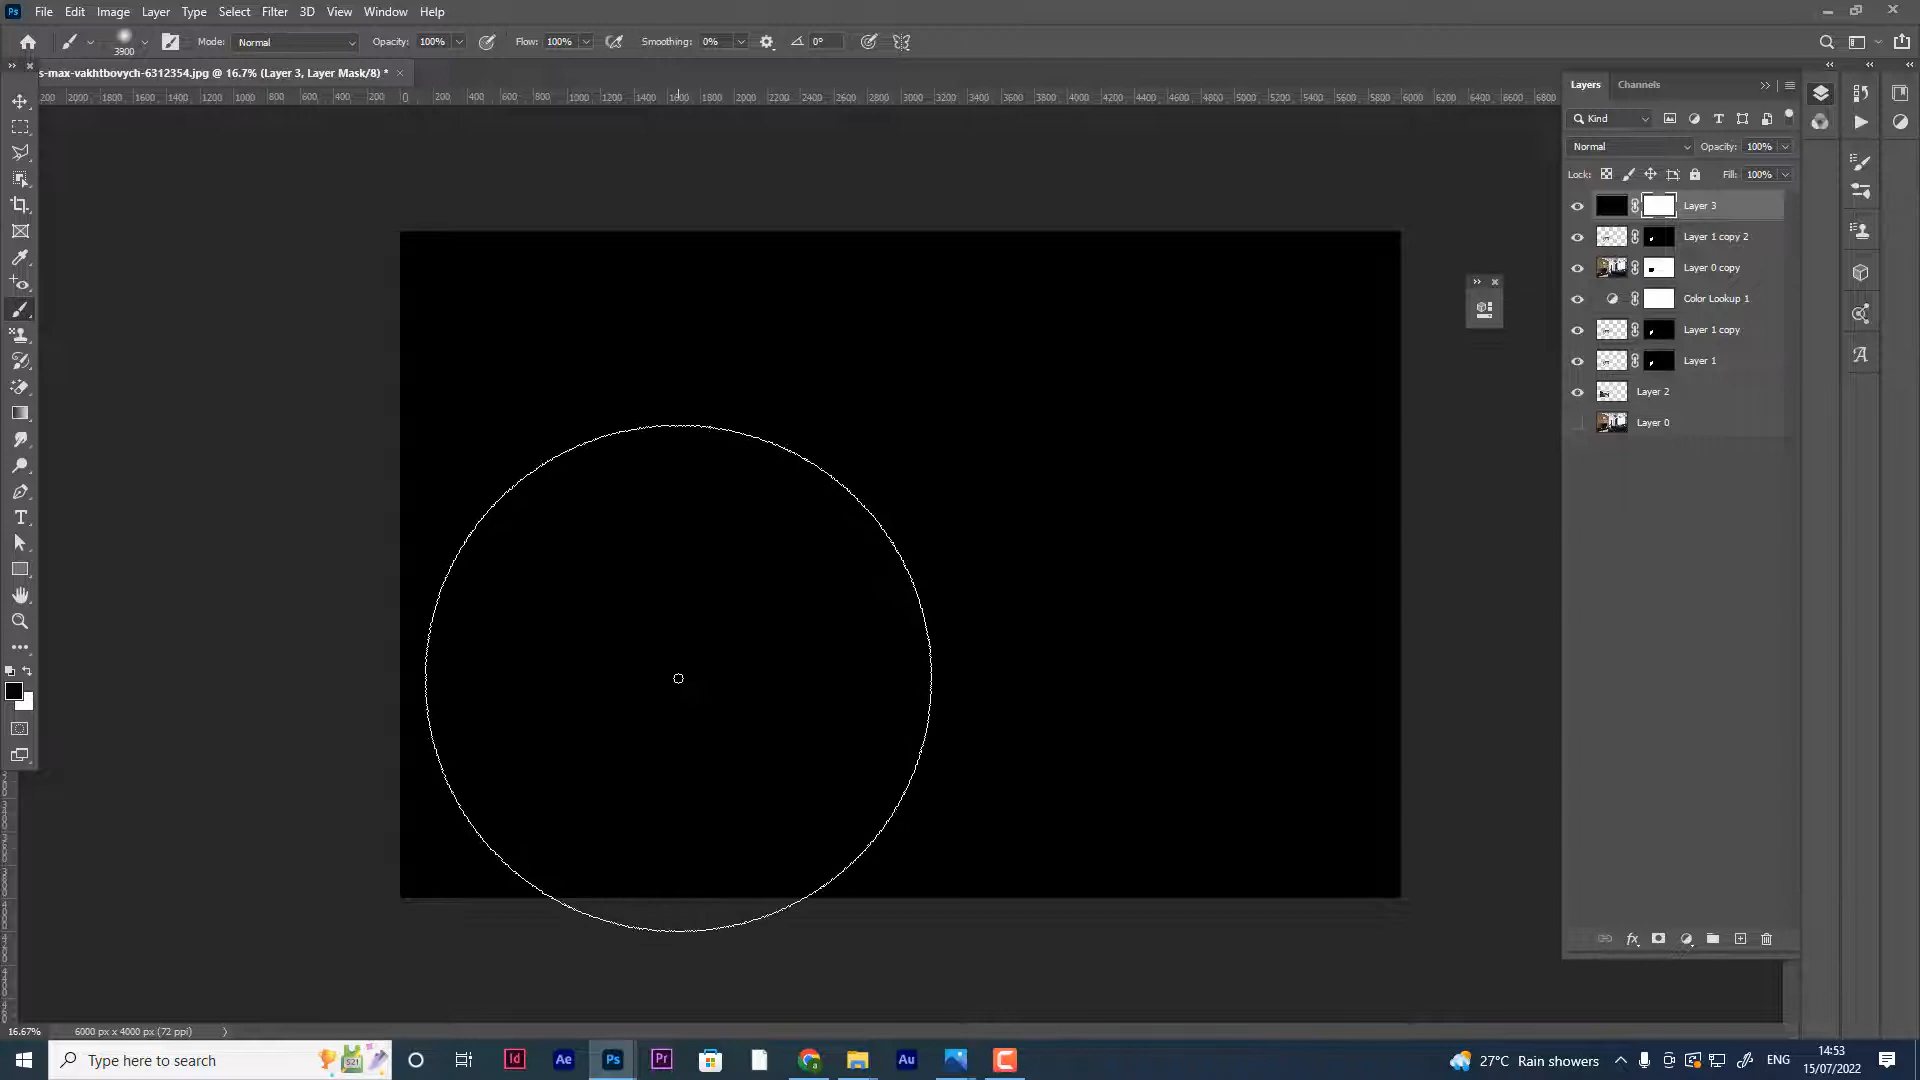 Ps File Edit Image Layer Type Select Filter 3D View Window Help
3900 Mode: Normal Opacity: 100% Flow: 100% Smoothing: 0% 0°
s-max-vakhtbovych-6312354.jpg @ 16.7% (Layer 3, Layer Mask/8) * ×
200 2000 1800 1600 1400 1200 1000 800 600 400 200 0 200 400 600 800 1000 1200 1400 1600 1800 2000 2200 2400 2600 2800 3000 3200 3400 3600 3800 4000 4200 4400 4600 4800 5000 5200 5400 5600 5800 6000 6200 6400 6600 6800
Layers Channels
Kind
Normal Opacity: 100%
Lock: Fill: 100%
Layer 3
Layer 1 copy 2
Layer 0 copy
Color Lookup 1
Layer 1 copy
Layer 1
Layer 2
Layer 0
16.67% 6000 px x 4000 px (72 ppi)
Type here to search
Id Ae Ps Pr Au
27°C Rain showers ENG
14:53
15/07/2022